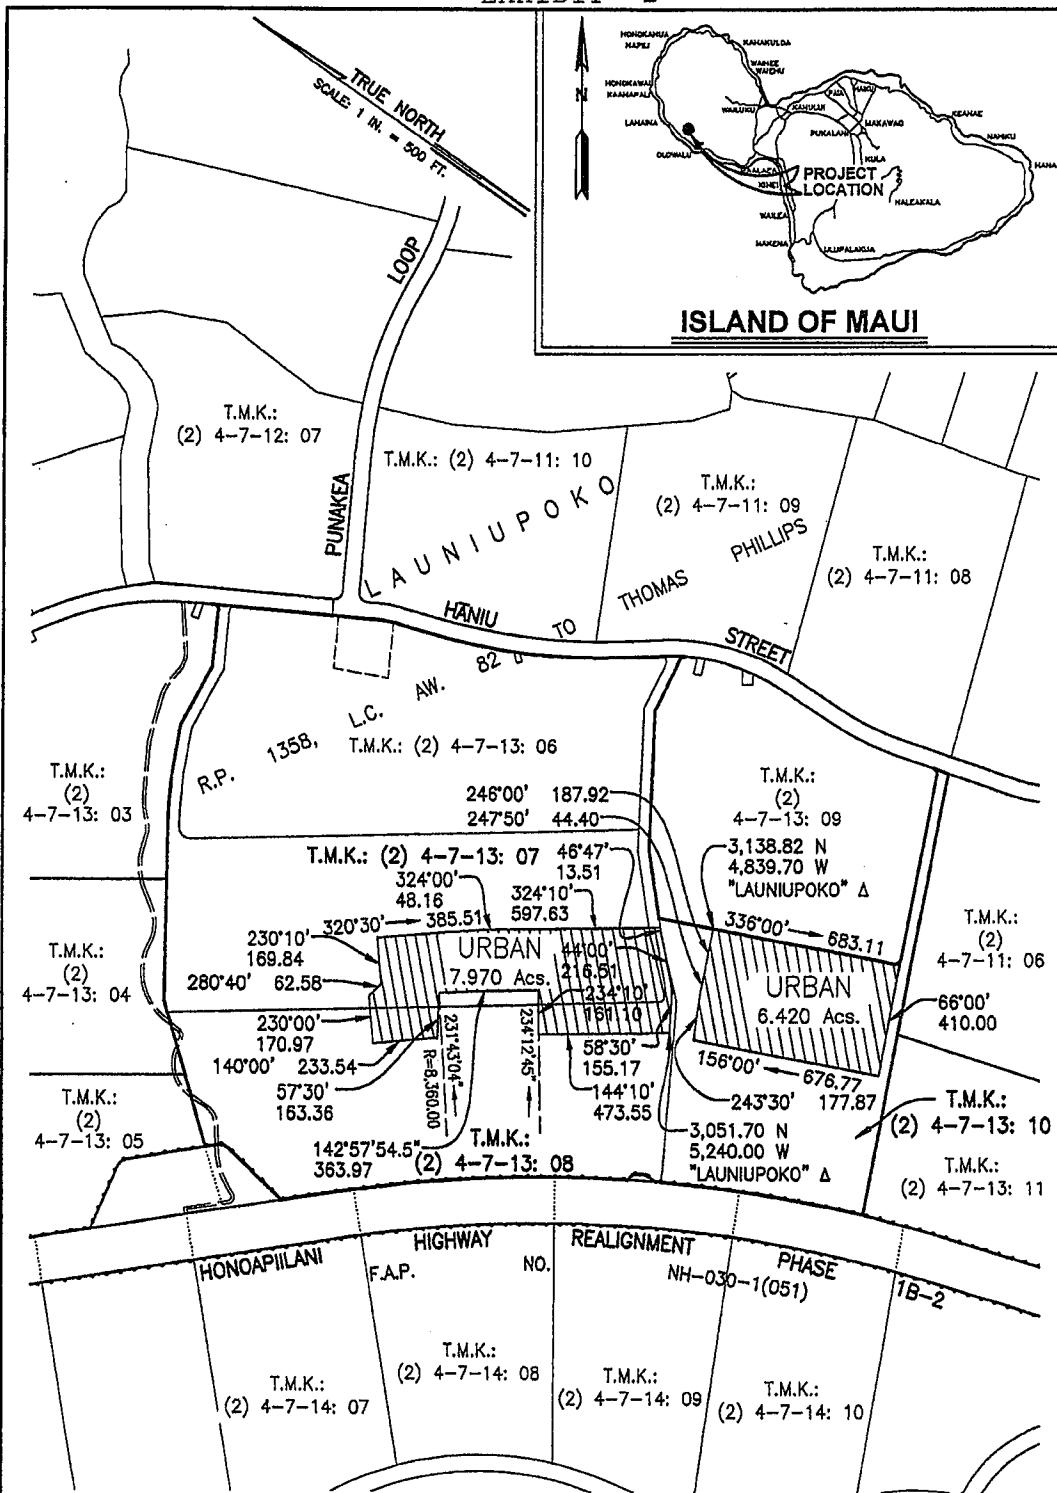 TRUE NORTH
SCALE: 1 IN. = 500 FT.
N
HONOKAHUA
NAPILI
KAHAKULOA
WAIHEE
WAIEHU
HONOKAWAI
KAANAPALI
LAHAINA
WAILUKU
KAHULUI
PAIA
HAIKU
MAKAWAO
PUKALANI
KULA
KEANAE
NAHIKU
HANA
OLOWALU
MAALAEA
KIHEI
PROJECT
LOCATION
HALEAKALA
WAILEA
MAKENA
ULUPALAKUA
ISLAND OF MAUI
LOOP
PUNAKEA
T.M.K.:
(2) 4-7-12: 07
T.M.K.: (2) 4-7-11: 10
T.M.K.:
(2) 4-7-11: 09
T.M.K.:
(2) 4-7-11: 08
LAUNIUPOKO
HANIU
STREET
R.P. 1358, L.C. AW. 82 TO THOMAS PHILLIPS
T.M.K.: (2) 4-7-13: 06
T.M.K.:
(2)
4-7-13: 03
T.M.K.:
(2)
4-7-13: 09
246°00' 187.92
247°50' 44.40
T.M.K.: (2) 4-7-13: 07
46°47'
13.51
3,138.82 N
4,839.70 W
"LAUNIUPOKO" Δ
324°00'
48.16
324°10'
597.63
320°30'
385.51
336°00'
683.11
230°10'
169.84
280°40' 62.58
URBAN
7.970 Acs.
44°00'
216.51
234°10'
161.10
URBAN
6.420 Acs.
T.M.K.:
(2)
4-7-11: 06
66°00'
410.00
T.M.K.:
(2)
4-7-13: 04
230°00'
170.97
140°00' 233.54
57°30'
163.36
231°43'04"
R=8,360.00
234°12'45"
58°30'
155.17
144°10'
473.55
156°00'
676.77
243°30' 177.87
142°57'54.5"
363.97
T.M.K.:
(2) 4-7-13: 08
3,051.70 N
5,240.00 W
"LAUNIUPOKO" Δ
T.M.K.:
(2) 4-7-13: 10
T.M.K.:
(2)
4-7-13: 05
T.M.K.:
(2) 4-7-13: 11
HONOAPIILANI HIGHWAY REALIGNMENT PHASE 1B-2
F.A.P. NO. NH-030-1(051)
T.M.K.:
(2) 4-7-14: 07
T.M.K.:
(2) 4-7-14: 08
T.M.K.:
(2) 4-7-14: 09
T.M.K.:
(2) 4-7-14: 10